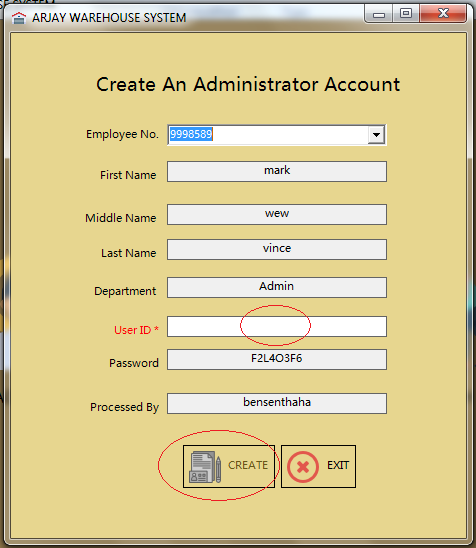 ARJAY WAREHOUSE SYSTEM
Create An Administrator Account
Employee No. 9998589
First Name mark
Middle Name wew
Last Name vince
Department Admin
User ID *
Password F2L4O3F6
Processed By bensenthaha
CREATE EXIT